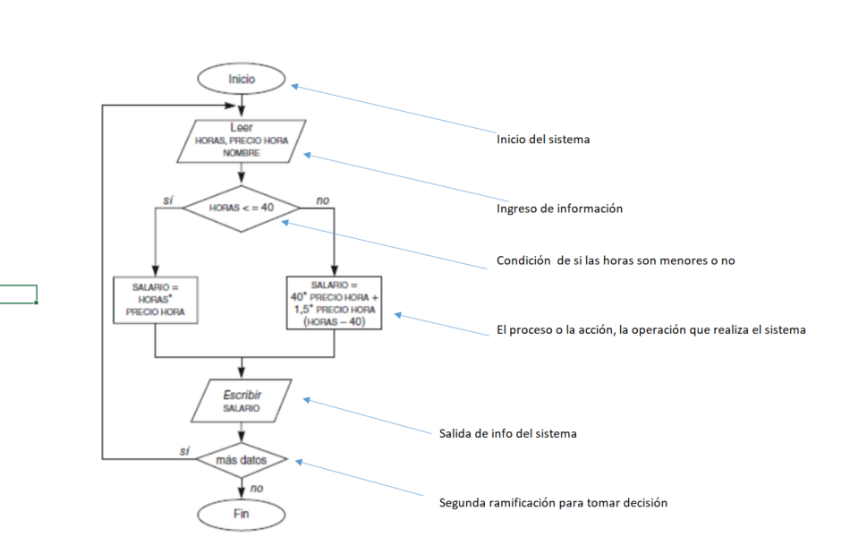 Inicio
Inicio del sistema
Leer
HORAS, PRECIO HORA
NOMBRE
Ingreso de información
sí
HORAS <= 40
no
Condición de si las horas son menores o no
SALARIO =
HORAS*
PRECIO HORA
SALARIO =
40* PRECIO HORA +
1,5* PRECIO HORA
(HORAS – 40)
El proceso o la acción, la operación que realiza el sistema
Escribir
SALARIO
Salida de info del sistema
sí
más datos
no
Segunda ramificación para tomar decisión
Fin